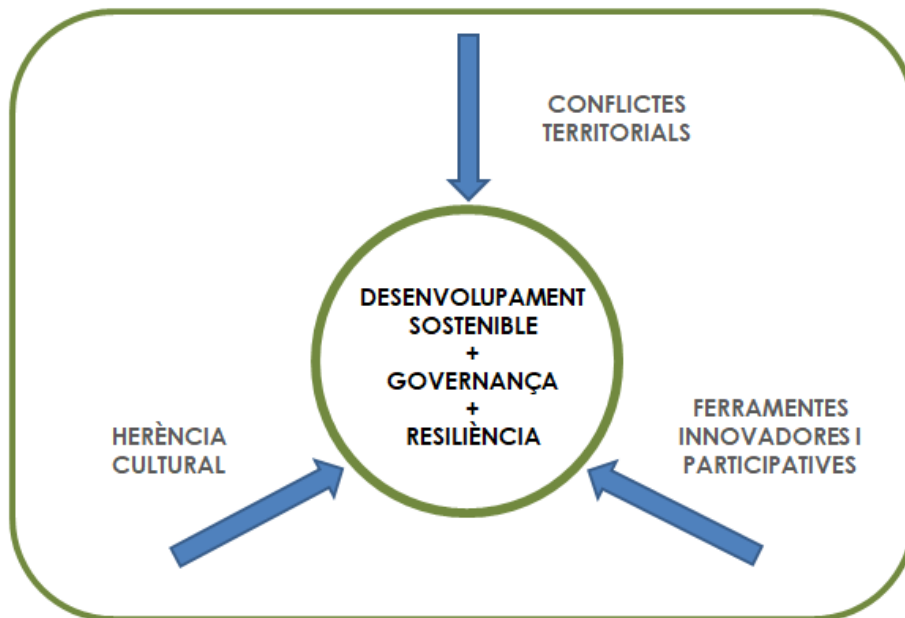 CONFLICTES
TERRITORIALS
DESENVOLUPAMENT
SOSTENIBLE
+
GOVERNANÇA
+
RESILIÈNCIA
HERÈNCIA
CULTURAL
FERRAMENTES
INNOVADORES I
PARTICIPATIVES